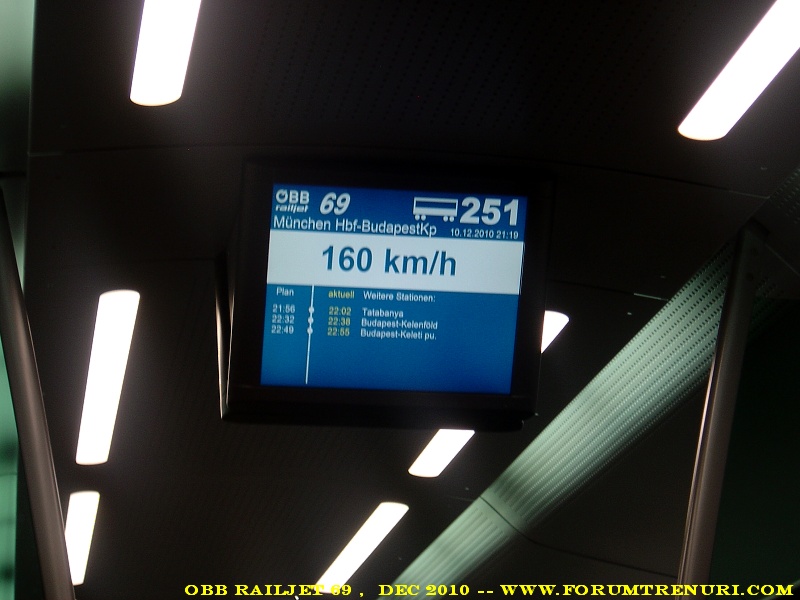 ÖBB railjet 69 251
München Hbf-BudapestKp 10.12.2010 21:19
160 km/h
Plan aktuell Weitere Stationen:
21:56 22:02 Tatabanya
22:32 22:38 Budapest-Kelenföld
22:49 22:55 Budapest-Keleti pu.
OBB RAILJET 69 , DEC 2010 -- WWW.FORUMTRENURI.COM